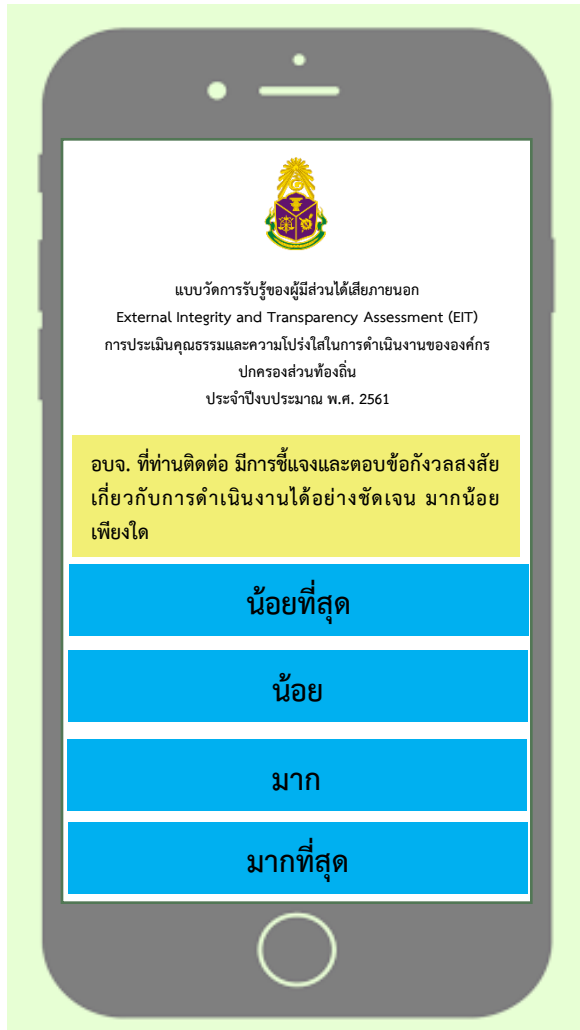 แบบวัดการรับรู้ของผู้มีส่วนได้เสียภายนอก
External Integrity and Transparency Assessment (EIT)
การประเมินคุณธรรมและความโปร่งใสในการดำเนินงานขององค์กร
ปกครองส่วนท้องถิ่น
ประจำปีงบประมาณ พ.ศ. 2561
อบจ. ที่ท่านติดต่อ มีการชี้แจงและตอบข้อกังวลสงสัย
เกี่ยวกับการดำเนินงานได้อย่างชัดเจน มากน้อย
เพียงใด
น้อยที่สุด
น้อย
มาก
มากที่สุด